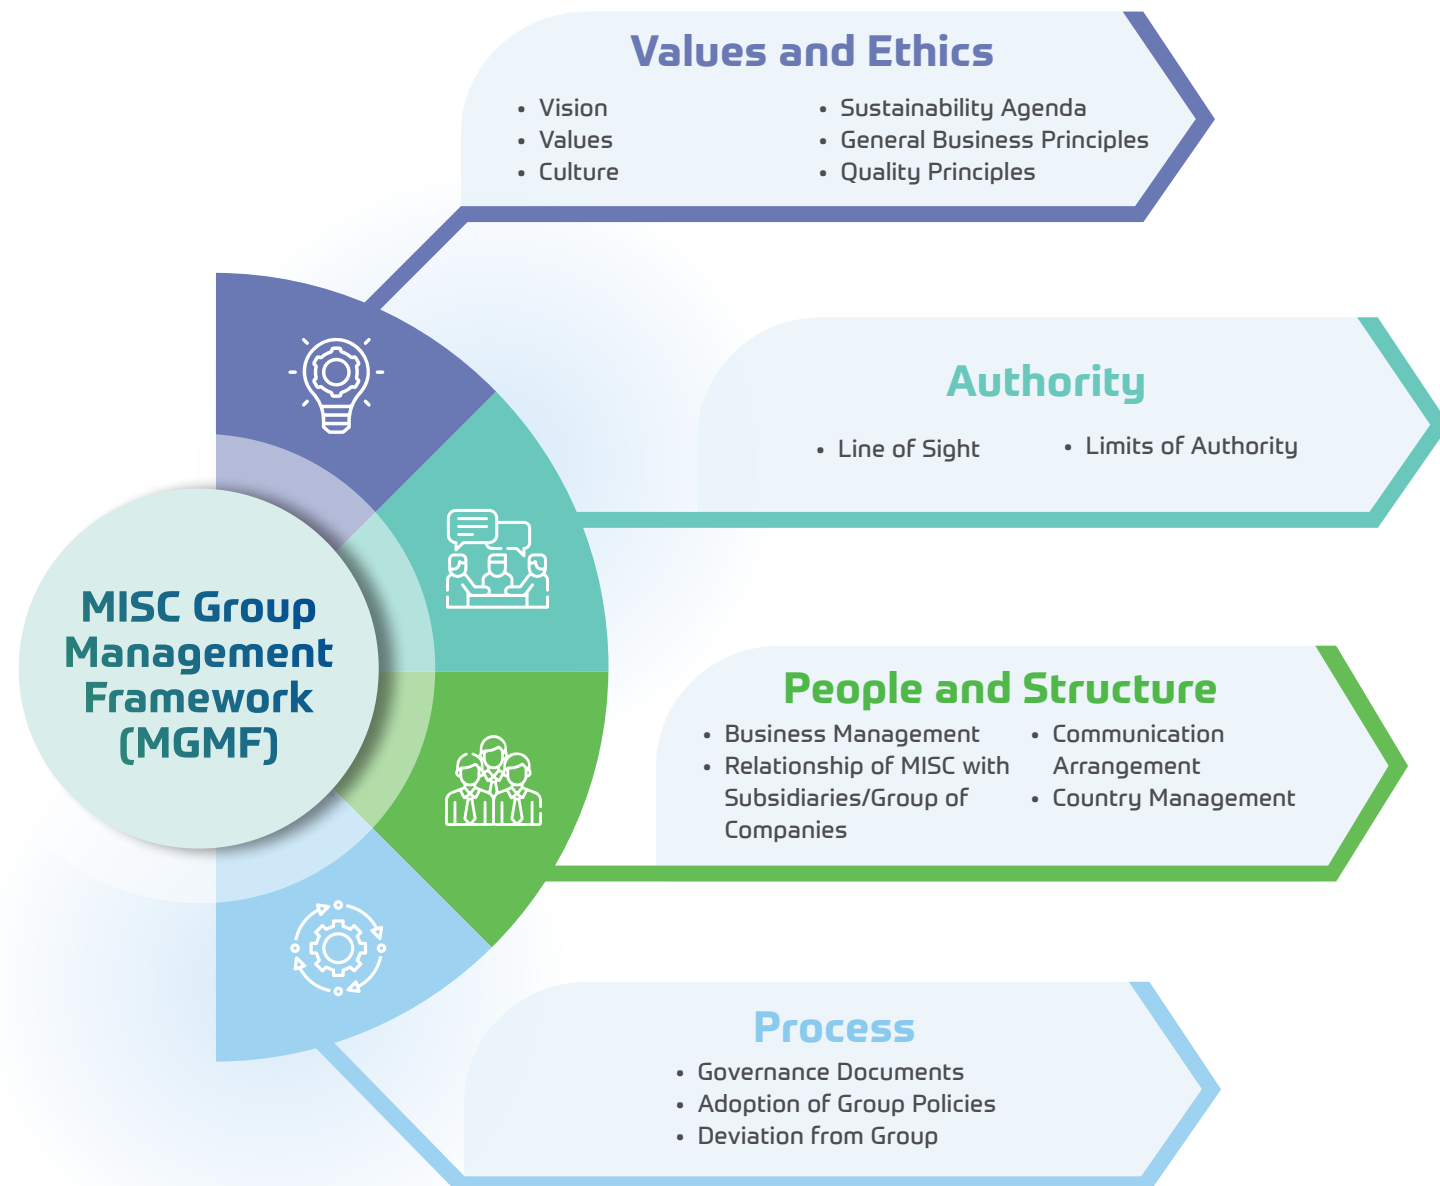 Values and Ethics
• Vision
• Values
• Culture
• Sustainability Agenda
• General Business Principles
• Quality Principles
Authority
• Line of Sight
• Limits of Authority
MISC Group
Management
Framework
(MGMF)
People and Structure
• Business Management
• Relationship of MISC with
Subsidiaries/Group of
Companies
• Communication
Arrangement
• Country Management
Process
• Governance Documents
• Adoption of Group Policies
• Deviation from Group